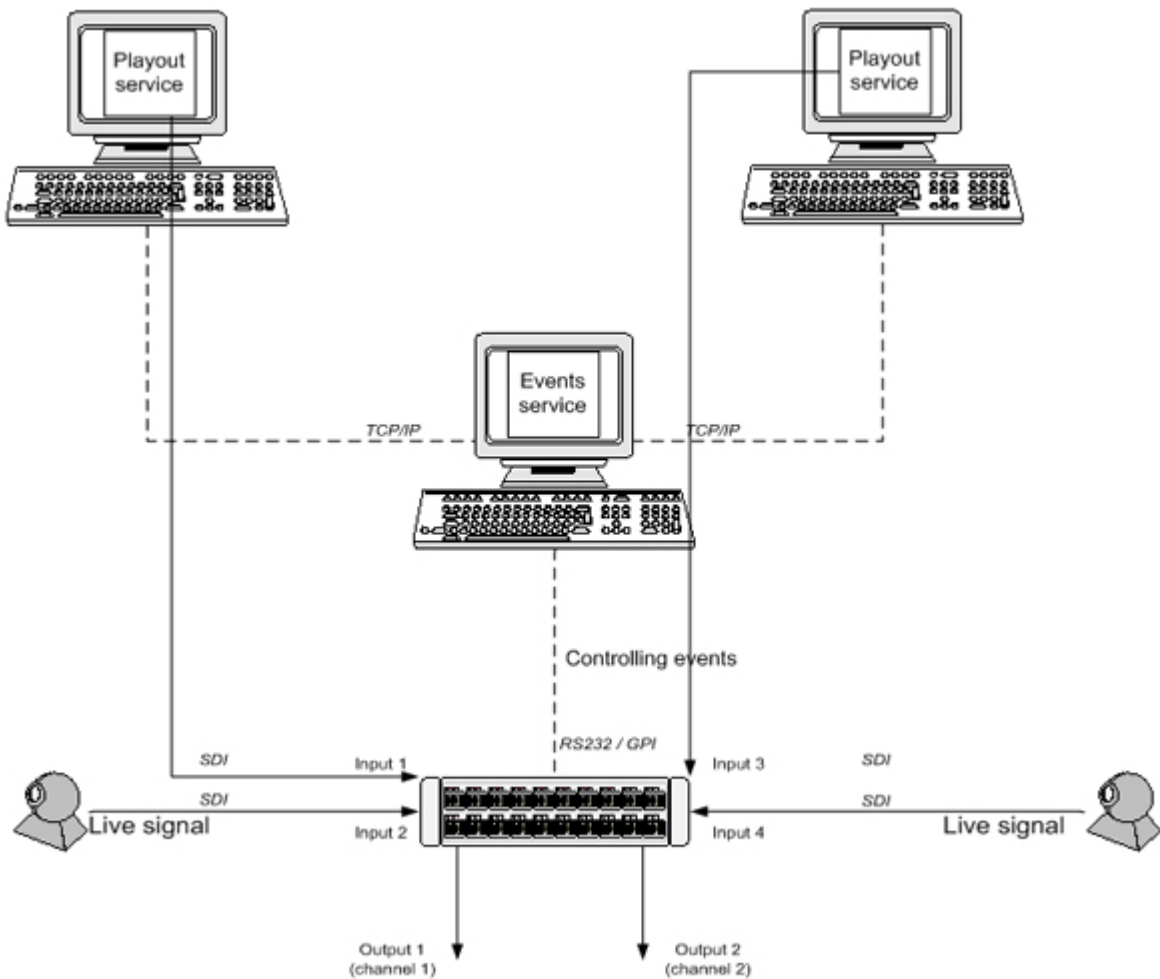 Playout
service
Playout
service
Events
service
TCP/IP
TCP/IP
Controlling events
RS232 / GPI
SDI
Input 1
Input 3
SDI
SDI
SDI
Live signal
Input 2
Input 4
Live signal
Output 1
(channel 1)
Output 2
(channel 2)